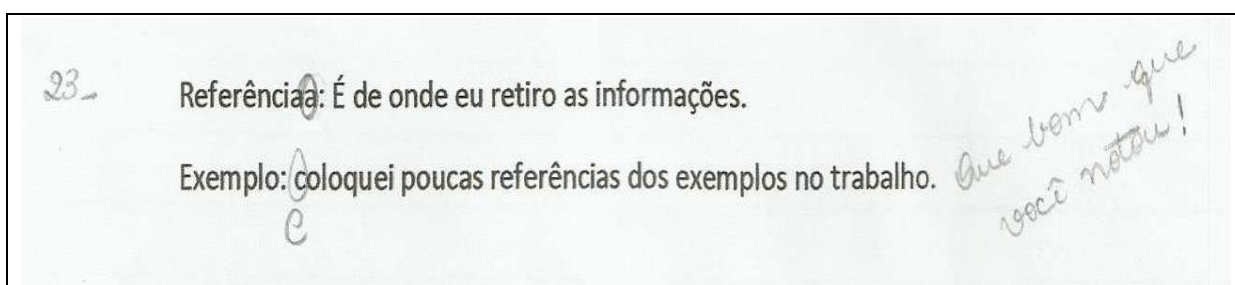 23-
Referênciaa: É de onde eu retiro as informações.
Exemplo: coloquei poucas referências dos exemplos no trabalho.
C
Que bom que
você notou!